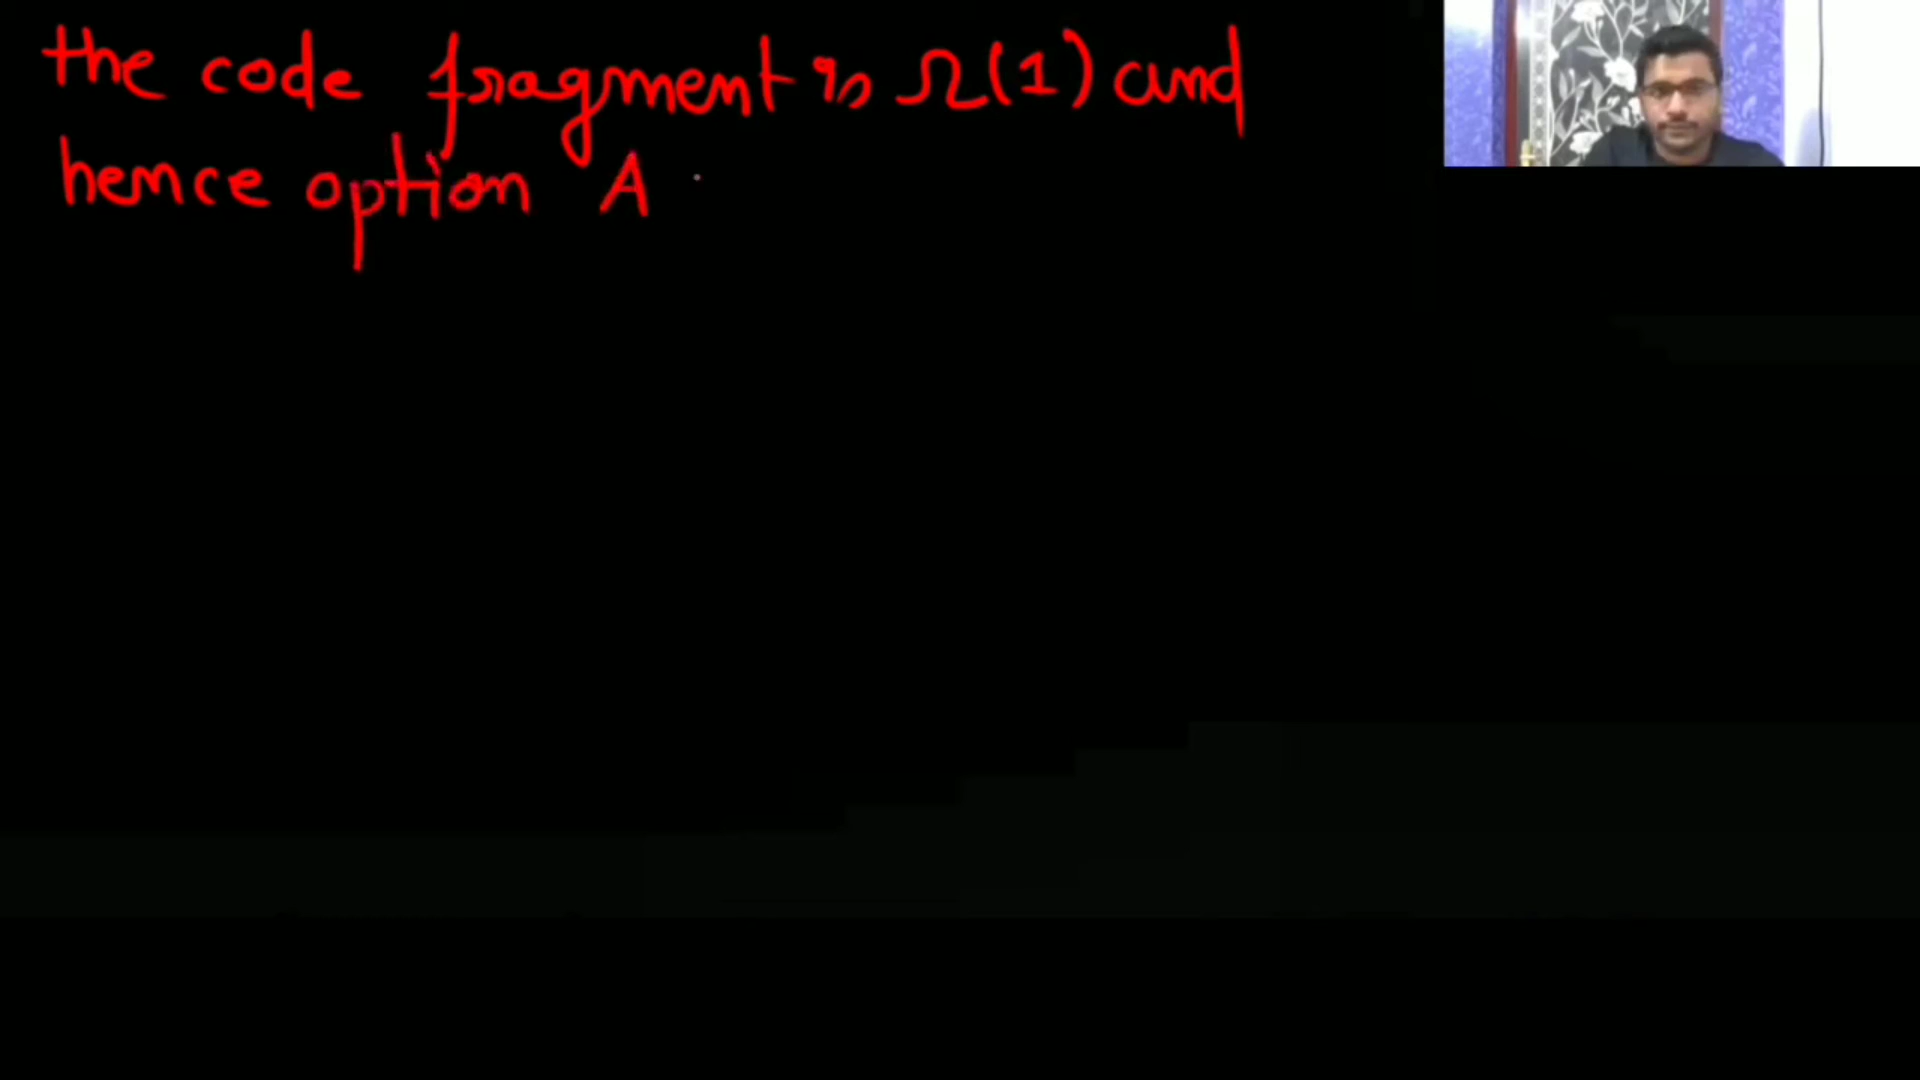 the code fragment is Ω(1) and
hence option A